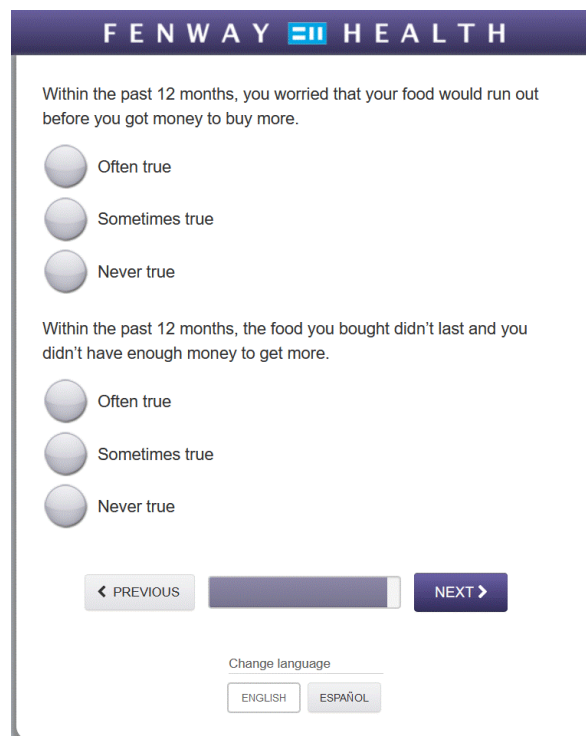 FENWAY HEALTH
Within the past 12 months, you worried that your food would run out
before you got money to buy more.
Often true
Sometimes true
Never true
Within the past 12 months, the food you bought didn’t last and you
didn’t have enough money to get more.
Often true
Sometimes true
Never true
PREVIOUS
NEXT
Change language
ENGLISH
ESPAÑOL